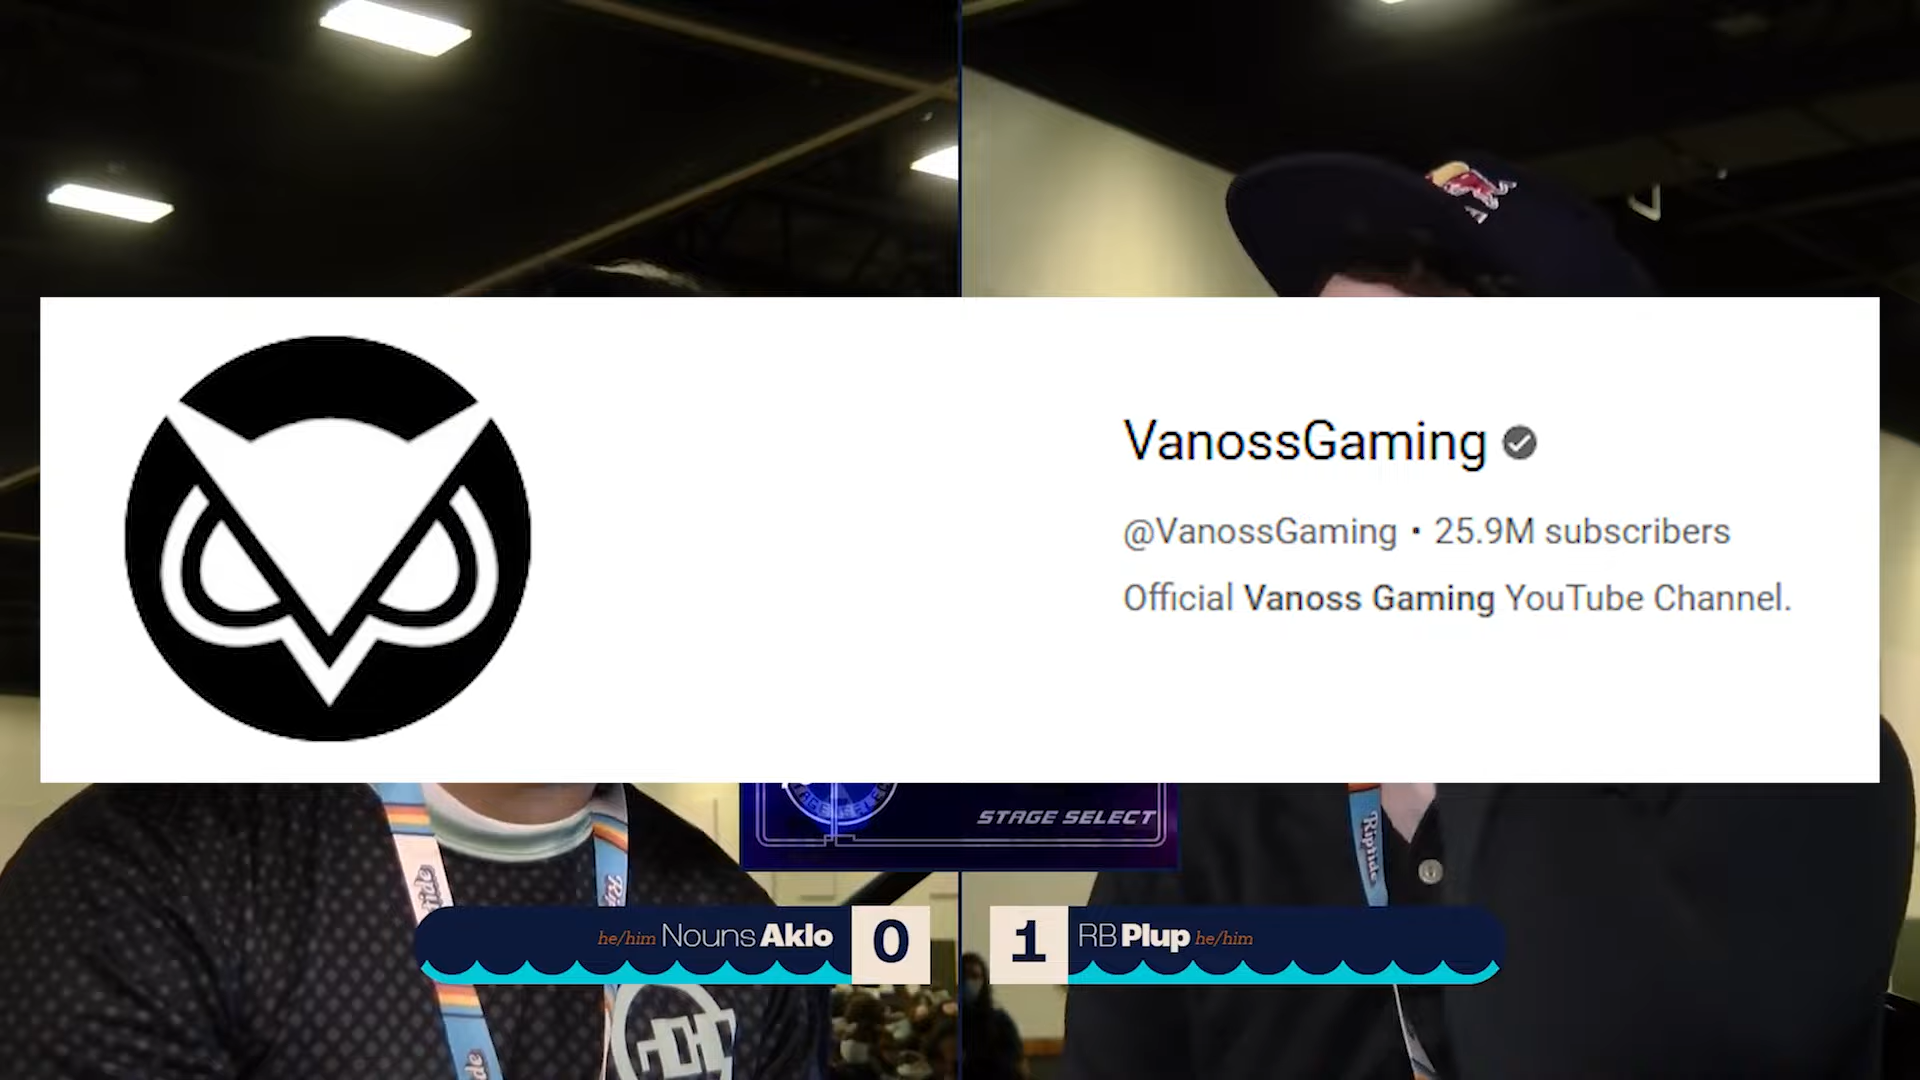 VanossGaming
@VanossGaming • 25.9M subscribers
Official Vanoss Gaming YouTube Channel.
STAGE SELECT
Riptide
he/him Nouns Aklo 0
1 RB Plup he/him